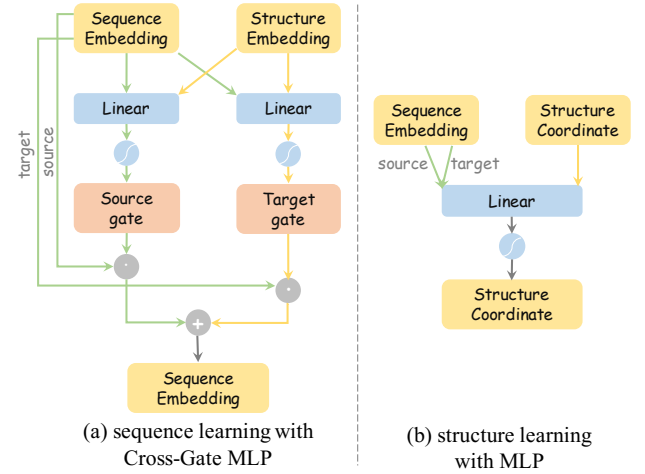 Sequence
Embedding
Structure
Embedding
Linear
Linear
target
source
Source
gate
Target
gate
+
Sequence
Embedding
(a) sequence learning with
Cross-Gate MLP
Sequence
Embedding
Structure
Coordinate
source
target
Linear
Structure
Coordinate
(b) structure learning
with MLP